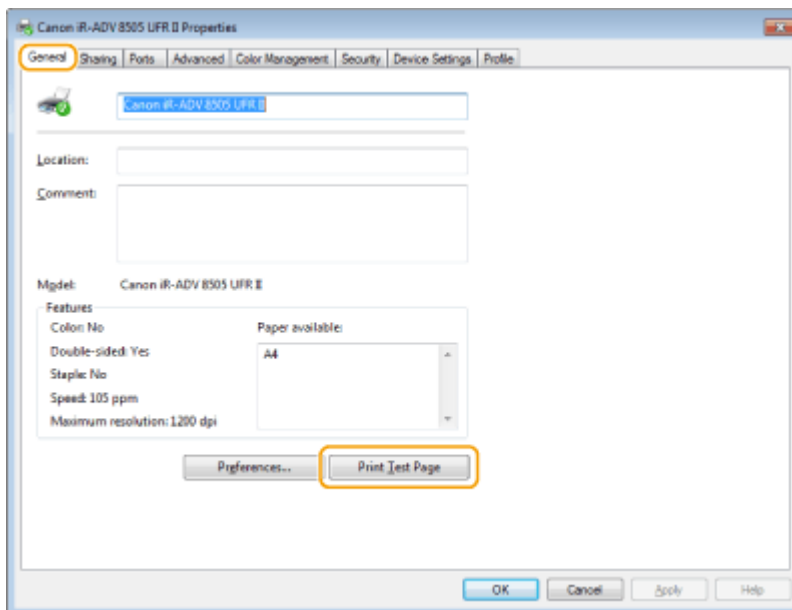 Canon iR-ADV 8505 UFR II Properties
General Sharing Ports Advanced Color Management Security Device Settings Profile
Canon iR-ADV 8505 UFR II
Location:
Comment:
Model: Canon iR-ADV 8505 UFR II
Features
Color: No Paper available:
Double-sided: Yes A4
Staple: No
Speed: 105 ppm
Maximum resolution: 1200 dpi
Preferences... Print Test Page
OK Cancel Apply Help